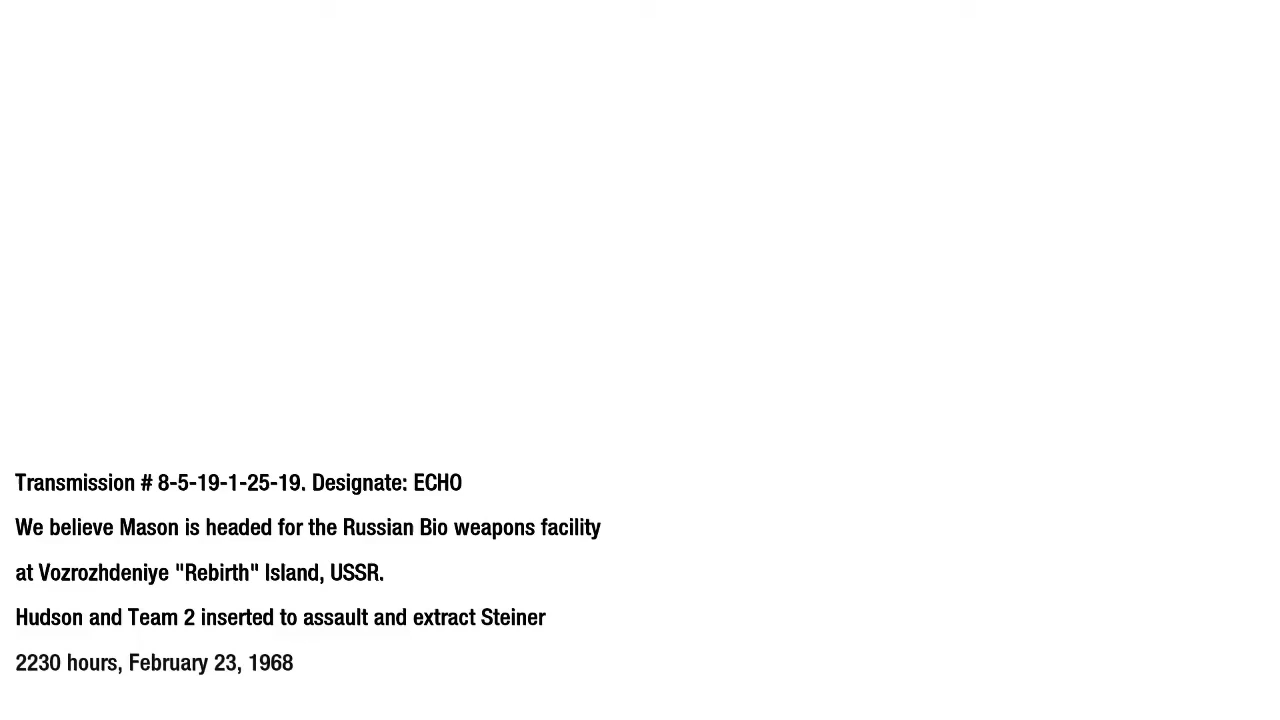 Transmission # 8-5-19-1-25-19. Designate: ECHO
We believe Mason is headed for the Russian Bio weapons facility
at Vozrozhdeniye "Rebirth" Island, USSR.
Hudson and Team 2 inserted to assault and extract Steiner
2230 hours, February 23, 1968